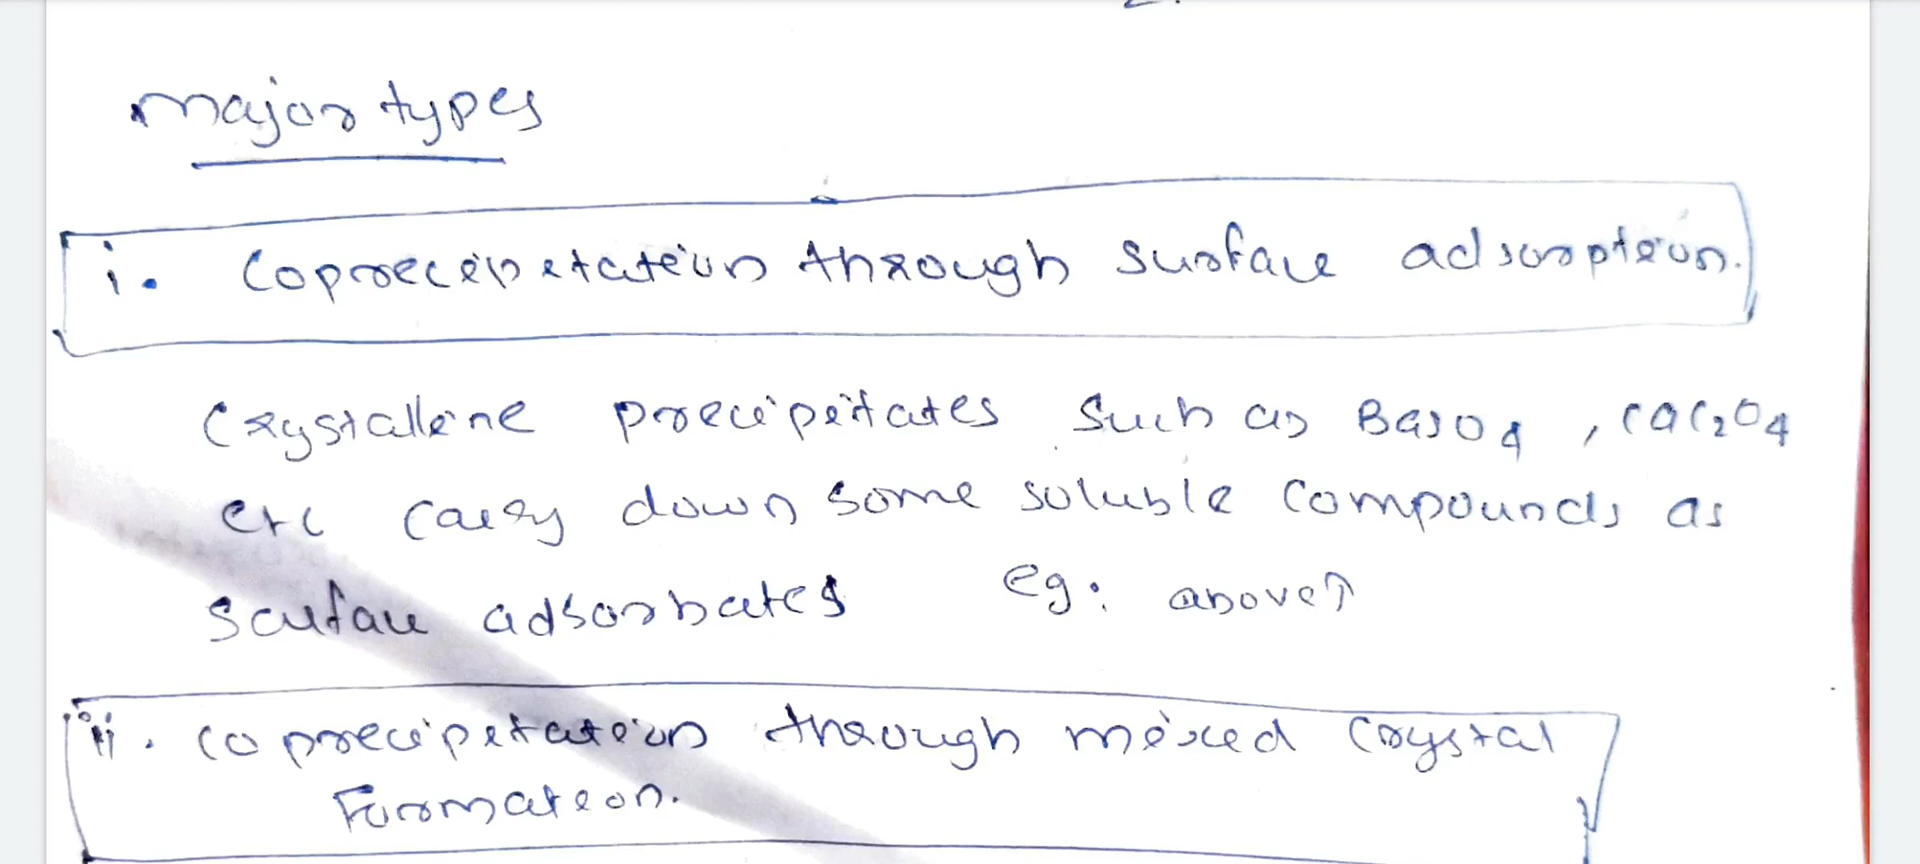 Major types
i. Coprecipitation through surface adsorption.
Crystalline precipitates such as BaSO4, CaC2O4
etc carry down some soluble compounds as
surface adsorbates eg: above↑
ii. coprecipitation through mixed crystal
Formation.